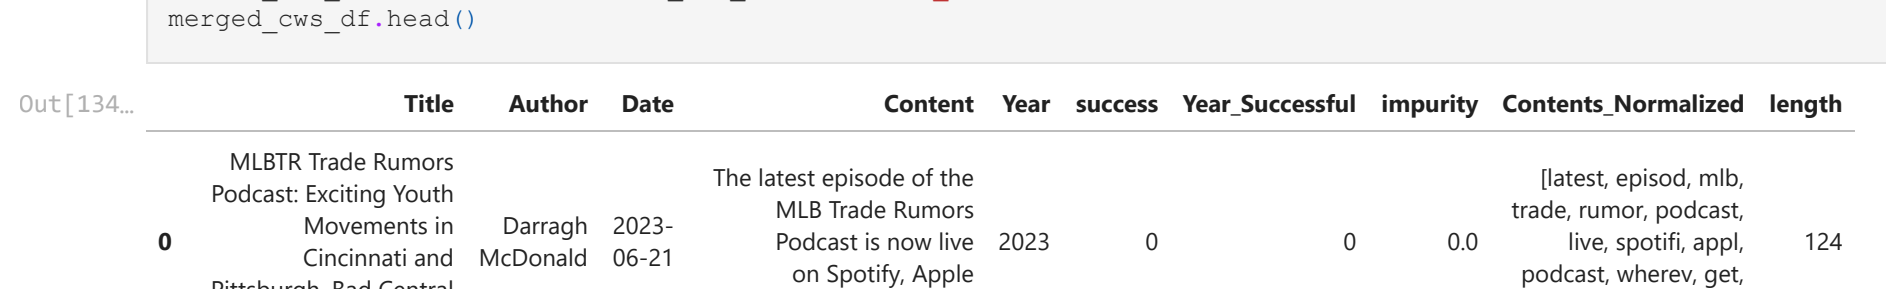 merged_cws_df.head()
Out[134…
Title Author Date Content Year success Year_Successful impurity Contents_Normalized length
0
MLBTR Trade Rumors
Podcast: Exciting Youth
Movements in
Cincinnati and
Pittsburgh, Bad Central
Darragh
McDonald
2023-
06-21
The latest episode of the
MLB Trade Rumors
Podcast is now live
on Spotify, Apple
2023
0
0
0.0
[latest, episod, mlb,
trade, rumor, podcast,
live, spotifi, appl,
podcast, wherev, get,
124